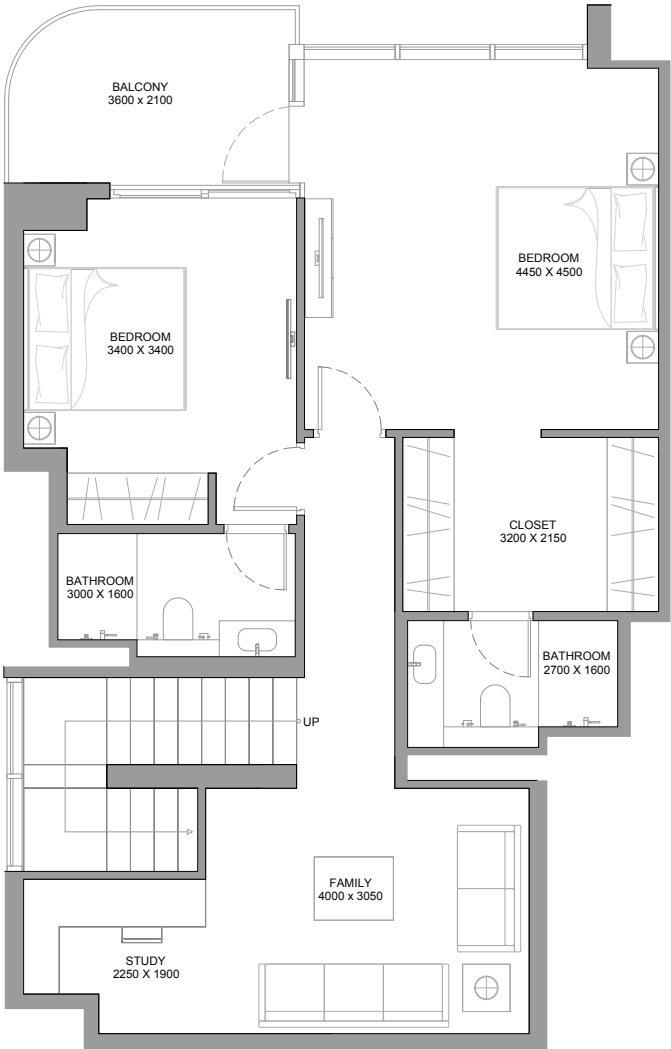 BALCONY
3600 x 2100
BEDROOM
4450 X 4500
BEDROOM
3400 X 3400
CLOSET
3200 X 2150
BATHROOM
3000 X 1600
BATHROOM
2700 X 1600
UP
FAMILY
4000 x 3050
STUDY
2250 X 1900